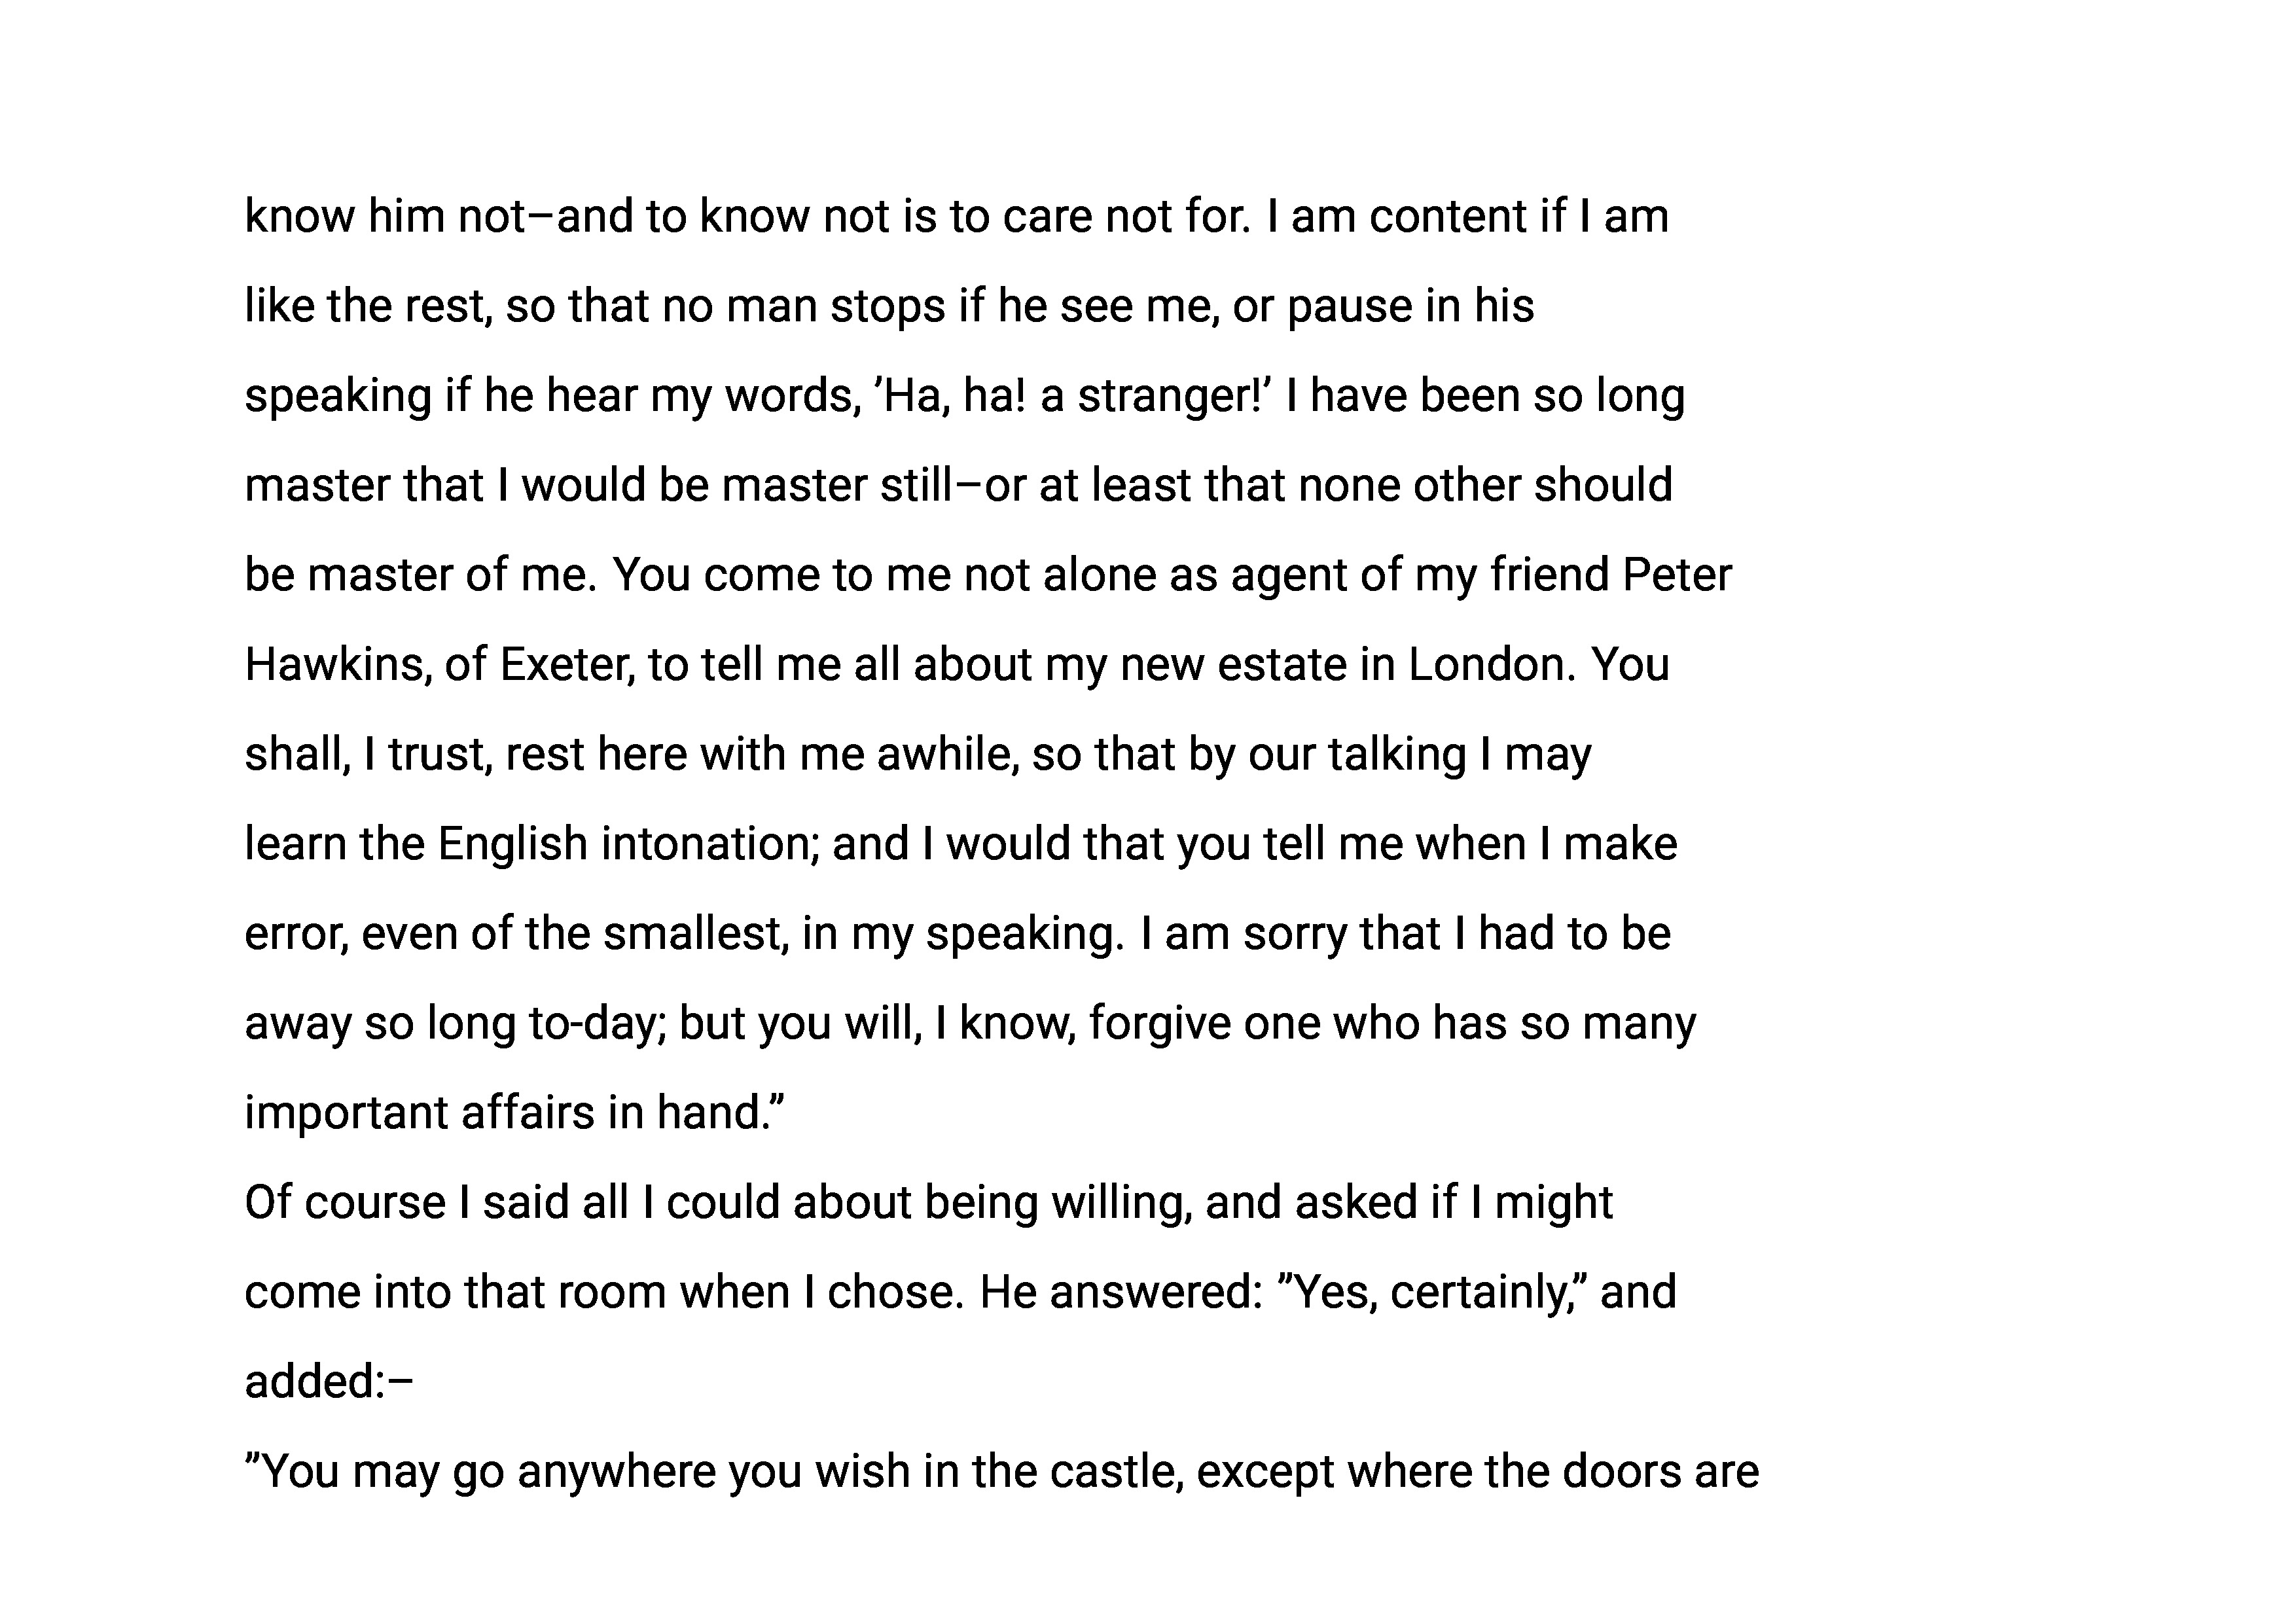 know him not–and to know not is to care not for. I am content if I am
like the rest, so that no man stops if he see me, or pause in his
speaking if he hear my words, ’Ha, ha! a stranger!’ I have been so long
master that I would be master still–or at least that none other should
be master of me. You come to me not alone as agent of my friend Peter
Hawkins, of Exeter, to tell me all about my new estate in London. You
shall, I trust, rest here with me awhile, so that by our talking I may
learn the English intonation; and I would that you tell me when I make
error, even of the smallest, in my speaking. I am sorry that I had to be
away so long to-day; but you will, I know, forgive one who has so many
important affairs in hand.”
Of course I said all I could about being willing, and asked if I might
come into that room when I chose. He answered: ”Yes, certainly,” and
added:–
”You may go anywhere you wish in the castle, except where the doors are